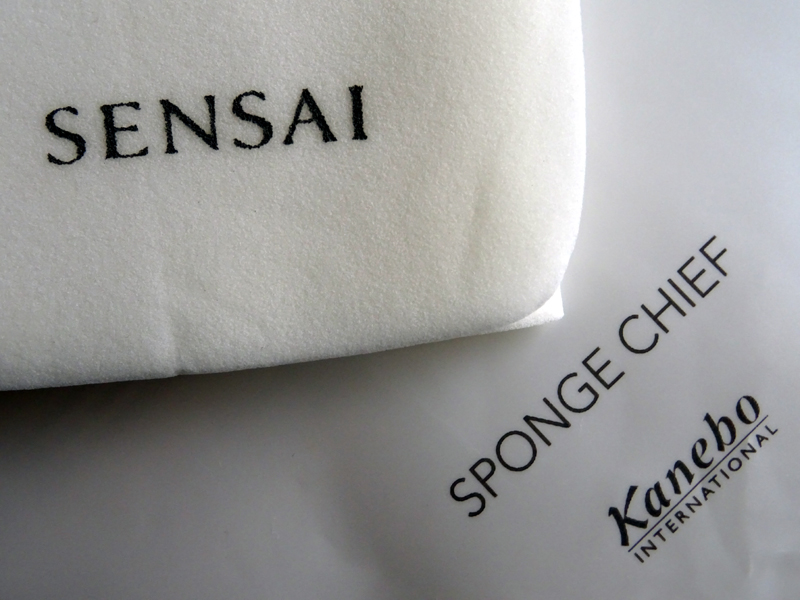 SENSAI
SPONGE CHIEF
Kanebo
INTERNATIONAL